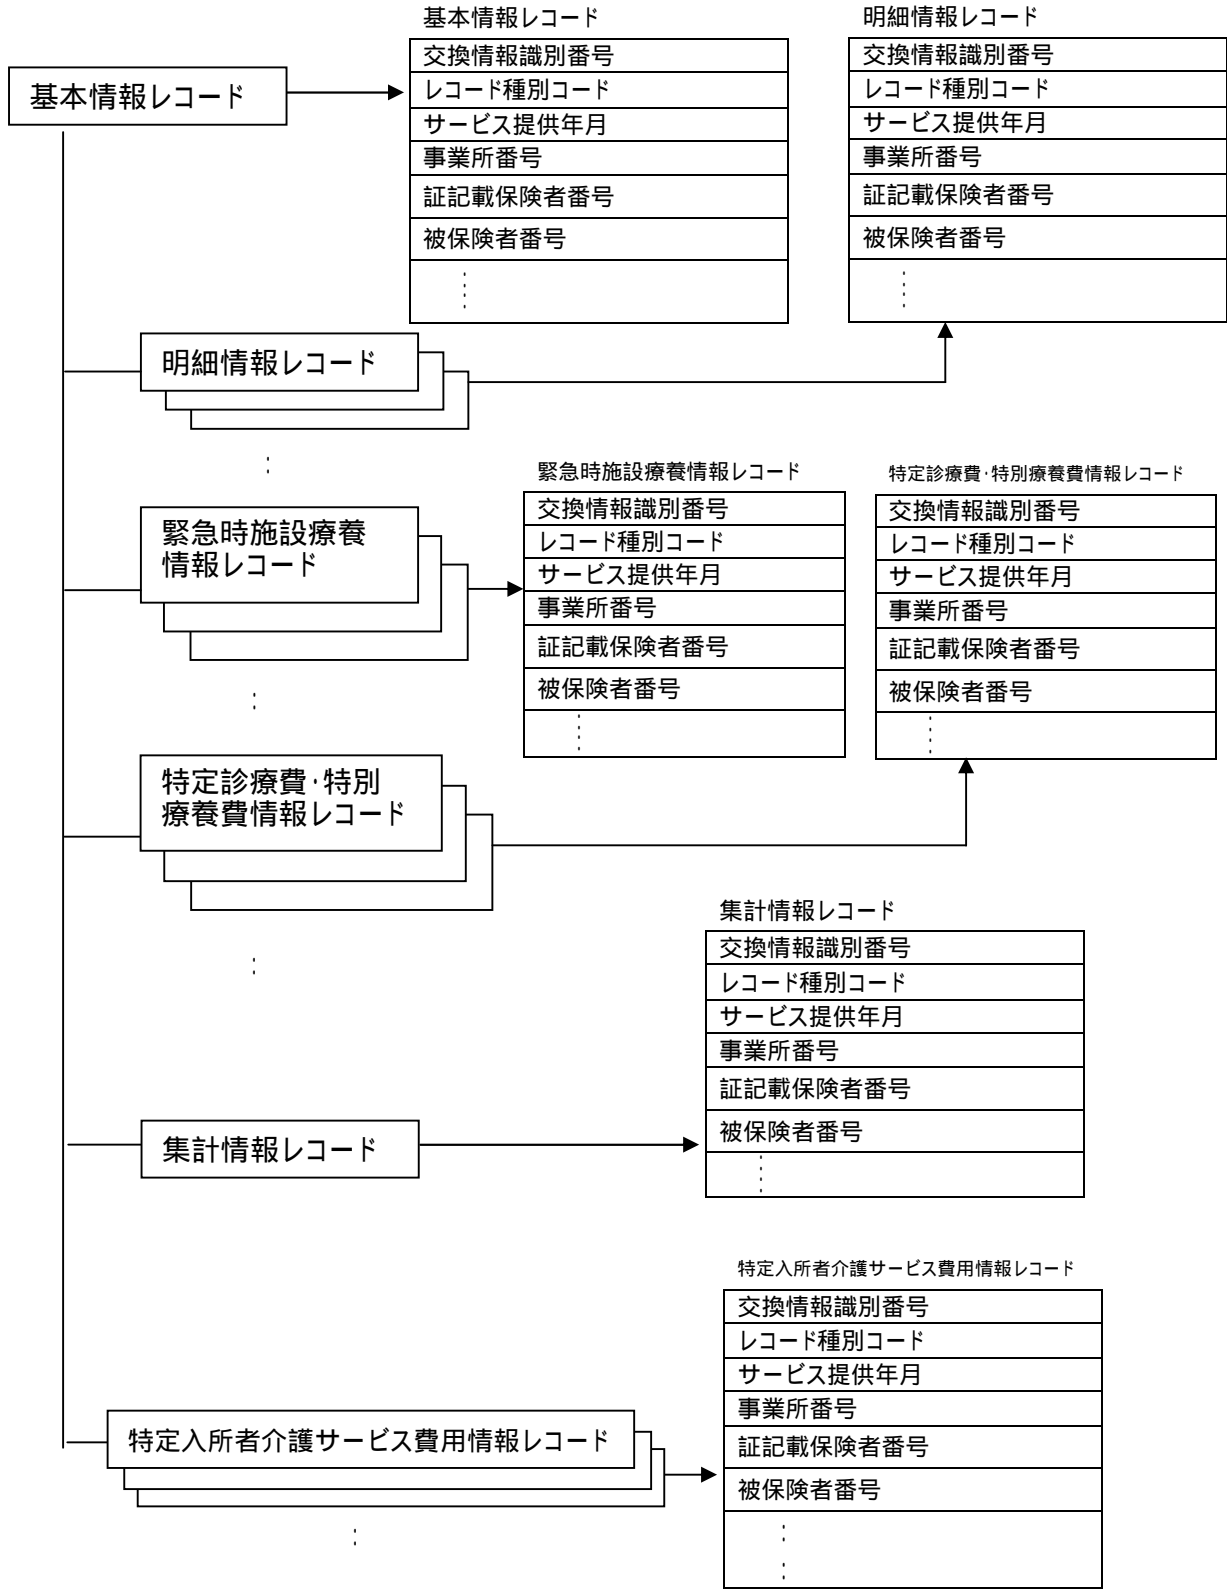 基本情報レコード
基本情報レコード
交換情報識別番号
レコード種別コード
サービス提供年月
事業所番号
証記載保険者番号
被保険者番号
明細情報レコード
交換情報識別番号
レコード種別コード
サービス提供年月
事業所番号
証記載保険者番号
被保険者番号
明細情報レコード
緊急時施設療養
情報レコード
緊急時施設療養情報レコード
交換情報識別番号
レコード種別コード
サービス提供年月
事業所番号
証記載保険者番号
被保険者番号
特定診療費・特別療養費情報レコード
交換情報識別番号
レコード種別コード
サービス提供年月
事業所番号
証記載保険者番号
被保険者番号
特定診療費・特別
療養費情報レコード
集計情報レコード
集計情報レコード
交換情報識別番号
レコード種別コード
サービス提供年月
事業所番号
証記載保険者番号
被保険者番号
特定入所者介護サービス費用情報レコード
特定入所者介護サービス費用情報レコード
交換情報識別番号
レコード種別コード
サービス提供年月
事業所番号
証記載保険者番号
被保険者番号